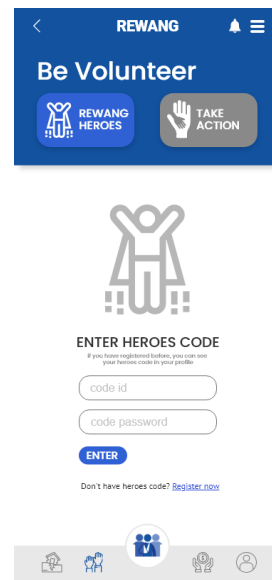 REWANG
Be Volunteer
REWANG
HEROES
TAKE
ACTION
ENTER HEROES CODE
if you have registered before, you can see
your heroes code in your profile
code id
code password
ENTER
Don't have heroes code? Register now